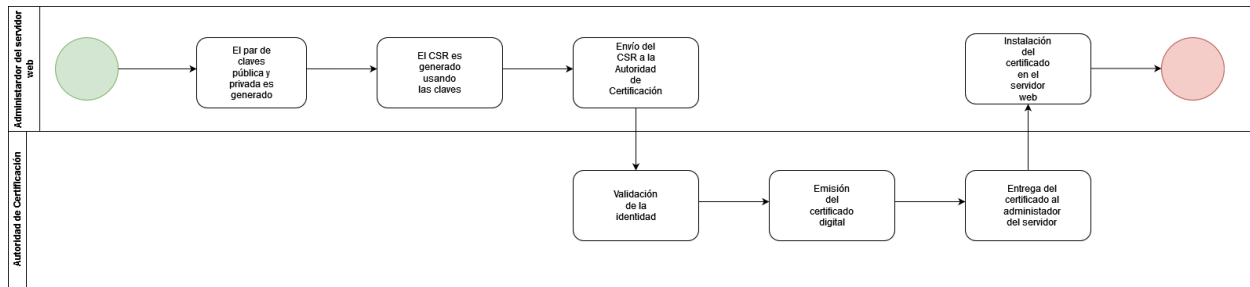 Administardor del servidor
web
El par de
claves
pública y
privada es
generado
El CSR es
generado
usando
las claves
Envío del
CSR a la
Autoridad
de
Certificación
Instalación
del
certificado
en el
servidor
web
Autoridad de Certificación
Validación
de la
identidad
Emisión
del
certificado
digital
Entrega del
certificado al
administador
del servidor